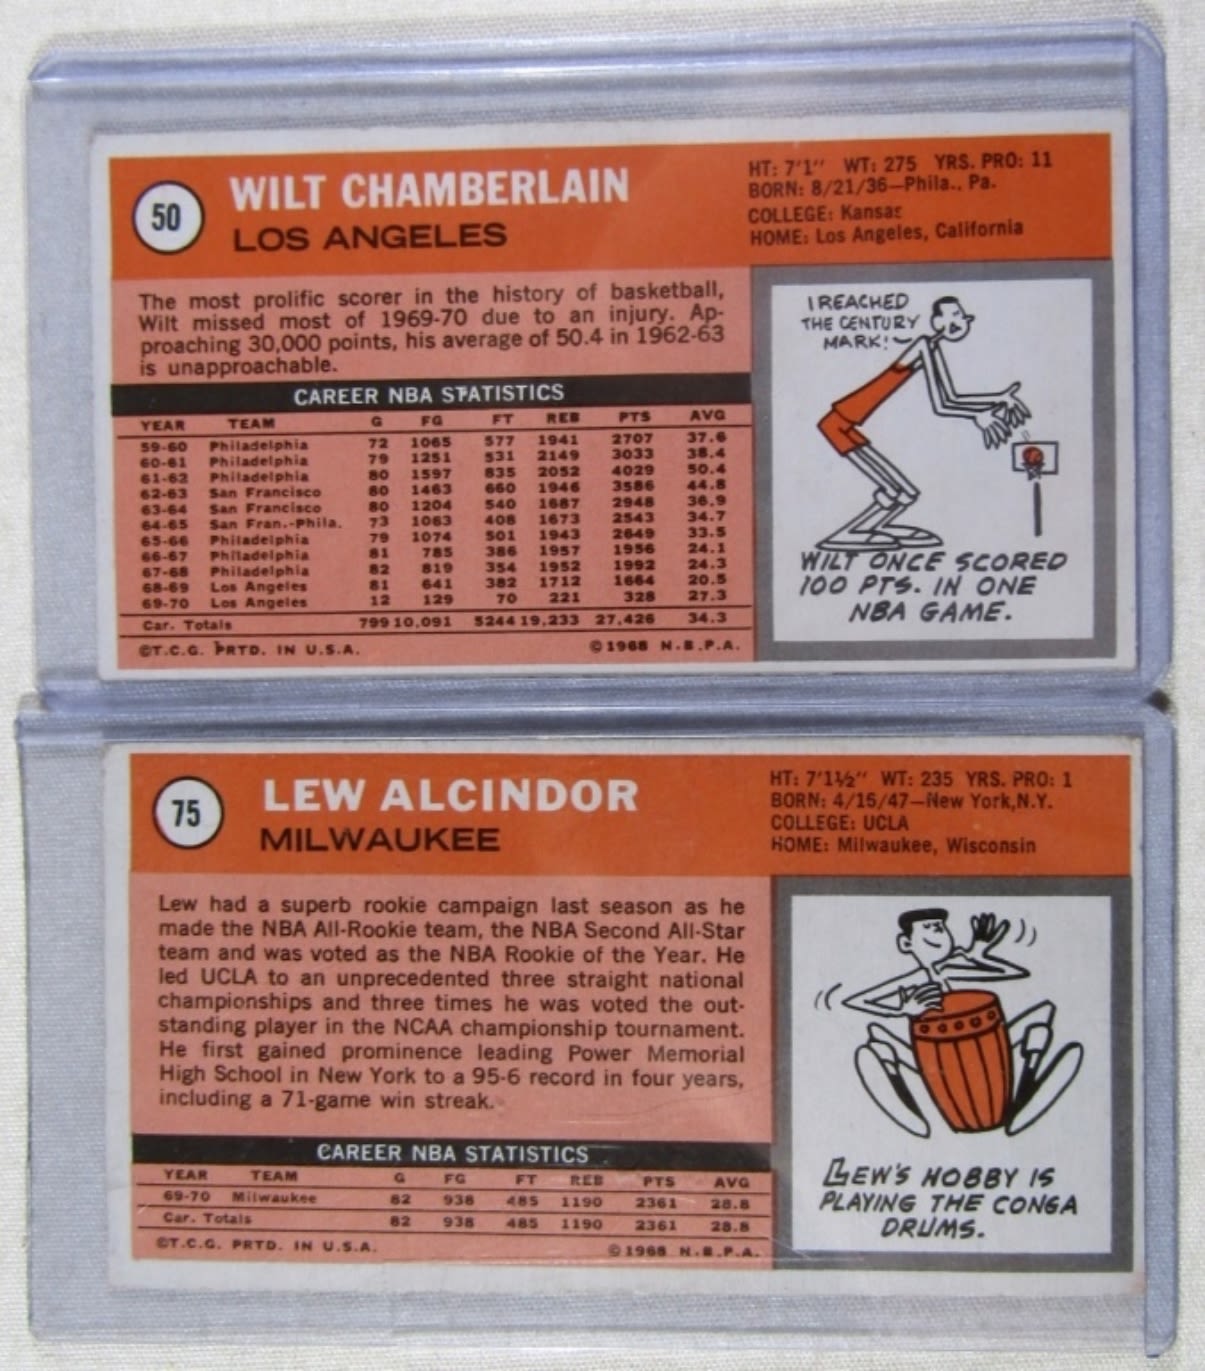 50
WILT CHAMBERLAIN
LOS ANGELES
HT: 7'1" WT: 275 YRS. PRO: 11
BORN: 8/21/36—Phila., Pa.
COLLEGE: Kansas
HOME: Los Angeles, California
The most prolific scorer in the history of basketball,
Wilt missed most of 1969-70 due to an injury. Ap-
proaching 30,000 points, his average of 50.4 in 1962-63
is unapproachable.
CAREER NBA STATISTICS
YEAR TEAM G FG FT REB PTS AVG
59-60 Philadelphia 72 1065 577 1941 2707 37.6
60-61 Philadelphia 79 1251 531 2149 3033 38.4
61-62 Philadelphia 80 1597 835 2052 4029 50.4
62-63 San Francisco 80 1463 660 1946 3586 44.8
63-64 San Francisco 80 1204 540 1687 2948 36.9
64-65 San Fran.-Phila. 73 1063 408 1673 2543 34.7
65-66 Philadelphia 79 1074 501 1943 2649 33.5
66-67 Philadelphia 81 785 386 1957 1956 24.1
67-68 Philadelphia 82 819 354 1952 1992 24.3
68-69 Los Angeles 81 641 382 1712 1664 20.5
69-70 Los Angeles 12 129 70 221 328 27.3
Car. Totals 799 10,091 5244 19,233 27,426 34.3
©T.C.G. PRTD. IN U.S.A. ©1968 N.B.P.A.
I REACHED
THE CENTURY
MARK!
WILT ONCE SCORED
100 PTS. IN ONE
NBA GAME.
75
LEW ALCINDOR
MILWAUKEE
HT: 7'1½" WT: 235 YRS. PRO: 1
BORN: 4/15/47—New York,N.Y.
COLLEGE: UCLA
HOME: Milwaukee, Wisconsin
Lew had a superb rookie campaign last season as he
made the NBA All-Rookie team, the NBA Second All-Star
team and was voted as the NBA Rookie of the Year. He
led UCLA to an unprecedented three straight national
championships and three times he was voted the out-
standing player in the NCAA championship tournament.
He first gained prominence leading Power Memorial
High School in New York to a 95-6 record in four years,
including a 71-game win streak.
CAREER NBA STATISTICS
YEAR TEAM G FG FT REB PTS AVG
69-70 Milwaukee 82 938 485 1190 2361 28.8
Car. Totals 82 938 485 1190 2361 28.8
©T.C.G. PRTD. IN U.S.A. ©1968 N.B.P.A.
LEW'S HOBBY IS
PLAYING THE CONGA
DRUMS.